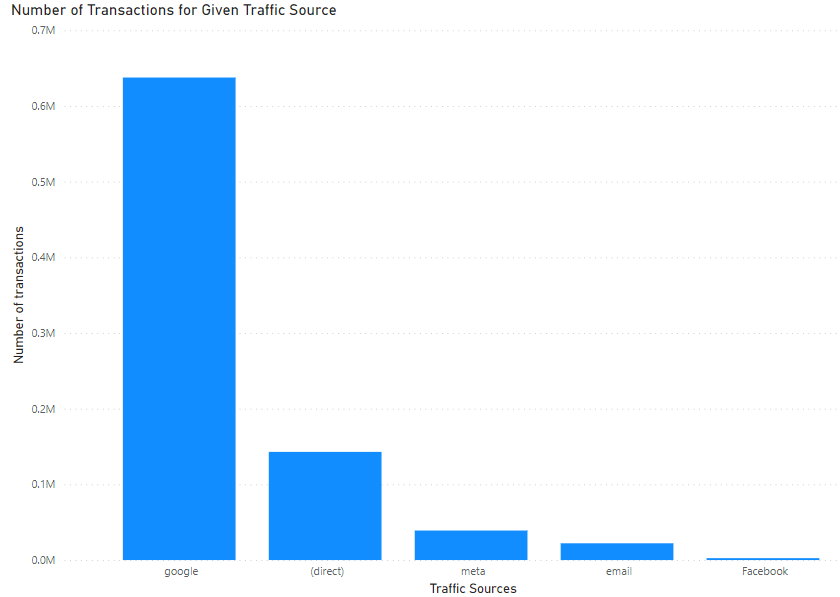 Number of Transactions for Given Traffic Source
0.7M
0.6M
0.5M
0.4M
0.3M
0.2M
0.1M
0.0M
Number of transactions
google (direct) meta email Facebook
Traffic Sources